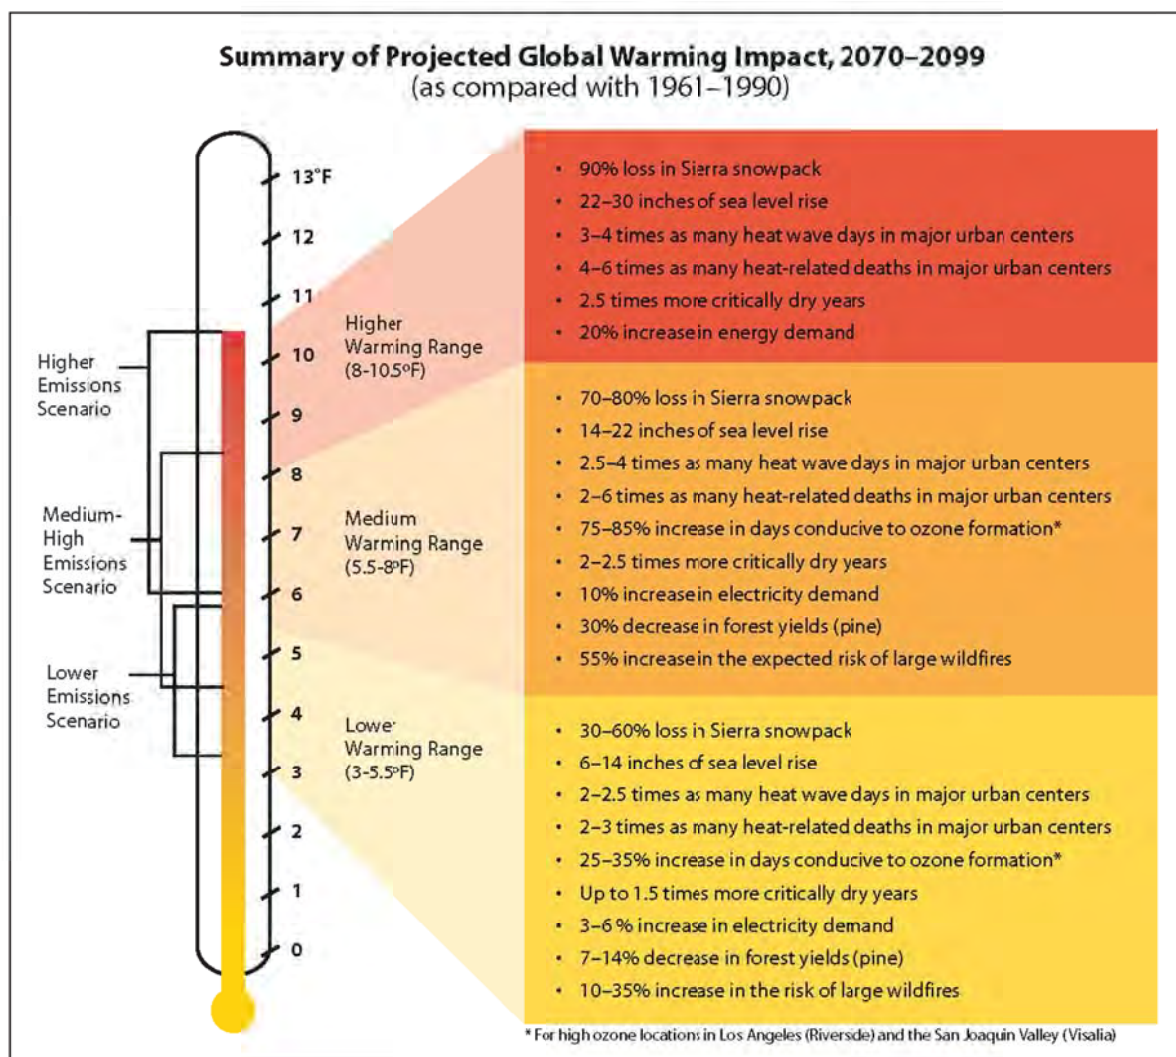 Summary of Projected Global Warming Impact, 2070–2099
(as compared with 1961–1990)
13°F
12
11
10
9
8
7
6
5
4
3
2
1
0
Higher
Emissions
Scenario
Medium-
High
Emissions
Scenario
Lower
Emissions
Scenario
Higher
Warming Range
(8-10.5ºF)
Medium
Warming Range
(5.5-8ºF)
Lower
Warming Range
(3-5.5ºF)
• 90% loss in Sierra snowpack
• 22–30 inches of sea level rise
• 3–4 times as many heat wave days in major urban centers
• 4–6 times as many heat-related deaths in major urban centers
• 2.5 times more critically dry years
• 20% increase in energy demand
• 70–80% loss in Sierra snowpack
• 14–22 inches of sea level rise
• 2.5–4 times as many heat wave days in major urban centers
• 2–6 times as many heat-related deaths in major urban centers
• 75–85% increase in days conducive to ozone formation*
• 2–2.5 times more critically dry years
• 10% increase in electricity demand
• 30% decrease in forest yields (pine)
• 55% increase in the expected risk of large wildfires
• 30–60% loss in Sierra snowpack
• 6–14 inches of sea level rise
• 2–2.5 times as many heat wave days in major urban centers
• 2–3 times as many heat-related deaths in major urban centers
• 25–35% increase in days conducive to ozone formation*
• Up to 1.5 times more critically dry years
• 3–6 % increase in electricity demand
• 7–14% decrease in forest yields (pine)
• 10–35% increase in the risk of large wildfires
* For high ozone locations in Los Angeles (Riverside) and the San Joaquin Valley (Visalia)